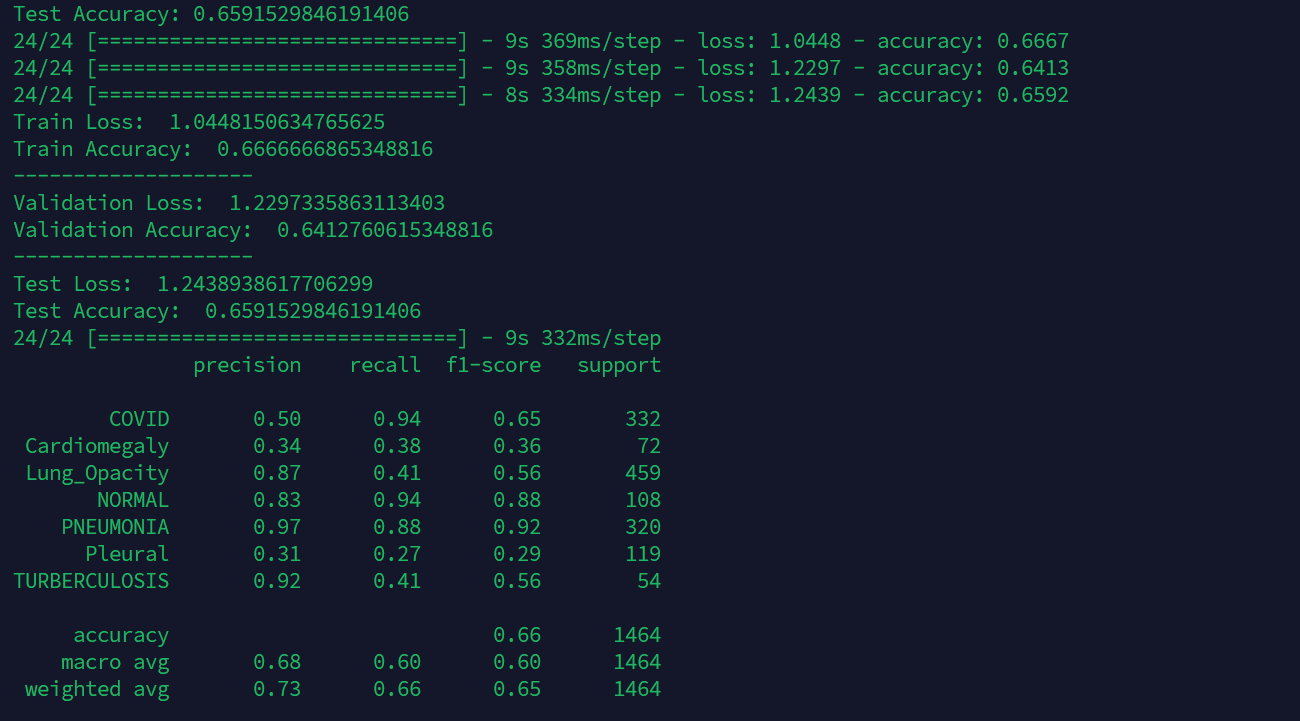 Test Accuracy: 0.6591529846191406
24/24 [==============================] - 9s 369ms/step - loss: 1.0448 - accuracy: 0.6667
24/24 [==============================] - 9s 358ms/step - loss: 1.2297 - accuracy: 0.6413
24/24 [==============================] - 8s 334ms/step - loss: 1.2439 - accuracy: 0.6592
Train Loss:  1.0448150634765625
Train Accuracy:  0.6666666865348816
--------------------
Validation Loss:  1.2297335863113403
Validation Accuracy:  0.6412760615348816
--------------------
Test Loss:  1.2438938617706299
Test Accuracy:  0.6591529846191406
24/24 [==============================] - 9s 332ms/step
               precision    recall  f1-score   support

        COVID       0.50      0.94      0.65       332
 Cardiomegaly       0.34      0.38      0.36        72
 Lung_Opacity       0.87      0.41      0.56       459
       NORMAL       0.83      0.94      0.88       108
    PNEUMONIA       0.97      0.88      0.92       320
      Pleural       0.31      0.27      0.29       119
TURBERCULOSIS       0.92      0.41      0.56        54

     accuracy                           0.66      1464
    macro avg       0.68      0.60      0.60      1464
 weighted avg       0.73      0.66      0.65      1464